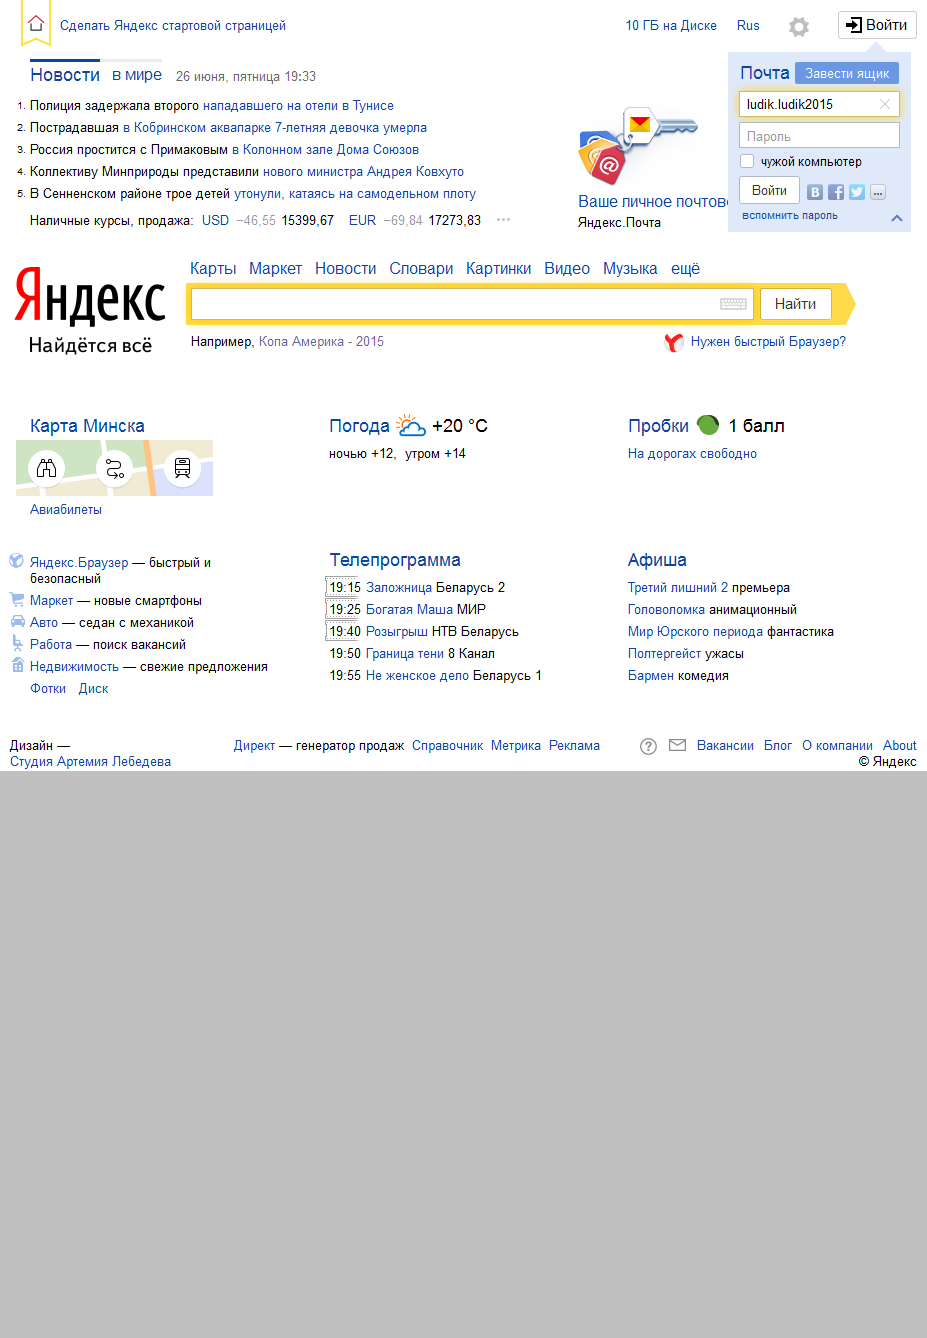 Сделать Яндекс стартовой страницей
10 ГБ на Диске Rus Войти
Новости в мире 26 июня, пятница 19:33
1. Полиция задержала второго нападавшего на отели в Тунисе
2. Пострадавшая в Кобринском аквапарке 7-летняя девочка умерла
3. Россия простится с Примаковым в Колонном зале Дома Союзов
4. Коллективу Минприроды представили нового министра Андрея Ковхуто
5. В Сенненском районе трое детей утонули, катаясь на самодельном плоту
Наличные курсы, продажа: USD −46,55 15399,67 EUR −69,84 17273,83
Ваше личное почтово
Яндекс.Почта
Почта Завести ящик
ludik.ludik2015
Пароль
чужой компьютер
Войти
вспомнить пароль
Карты Маркет Новости Словари Картинки Видео Музыка ещё
Яндекс
Найдётся всё
Найти
Например, Копа Америка - 2015
Нужен быстрый Браузер?
Карта Минска
Авиабилеты
Погода +20 °C
ночью +12, утром +14
Пробки 1 балл
На дорогах свободно
Яндекс.Браузер — быстрый и
безопасный
Маркет — новые смартфоны
Авто — седан с механикой
Работа — поиск вакансий
Недвижимость — свежие предложения
Фотки Диск
Телепрограмма
19:15 Заложница Беларусь 2
19:25 Богатая Маша МИР
19:40 Розыгрыш НТВ Беларусь
19:50 Граница тени 8 Канал
19:55 Не женское дело Беларусь 1
Афиша
Третий лишний 2 премьера
Головоломка анимационный
Мир Юрского периода фантастика
Полтергейст ужасы
Бармен комедия
Дизайн —
Студия Артемия Лебедева
Директ — генератор продаж Справочник Метрика Реклама
Вакансии Блог О компании About
© Яндекс